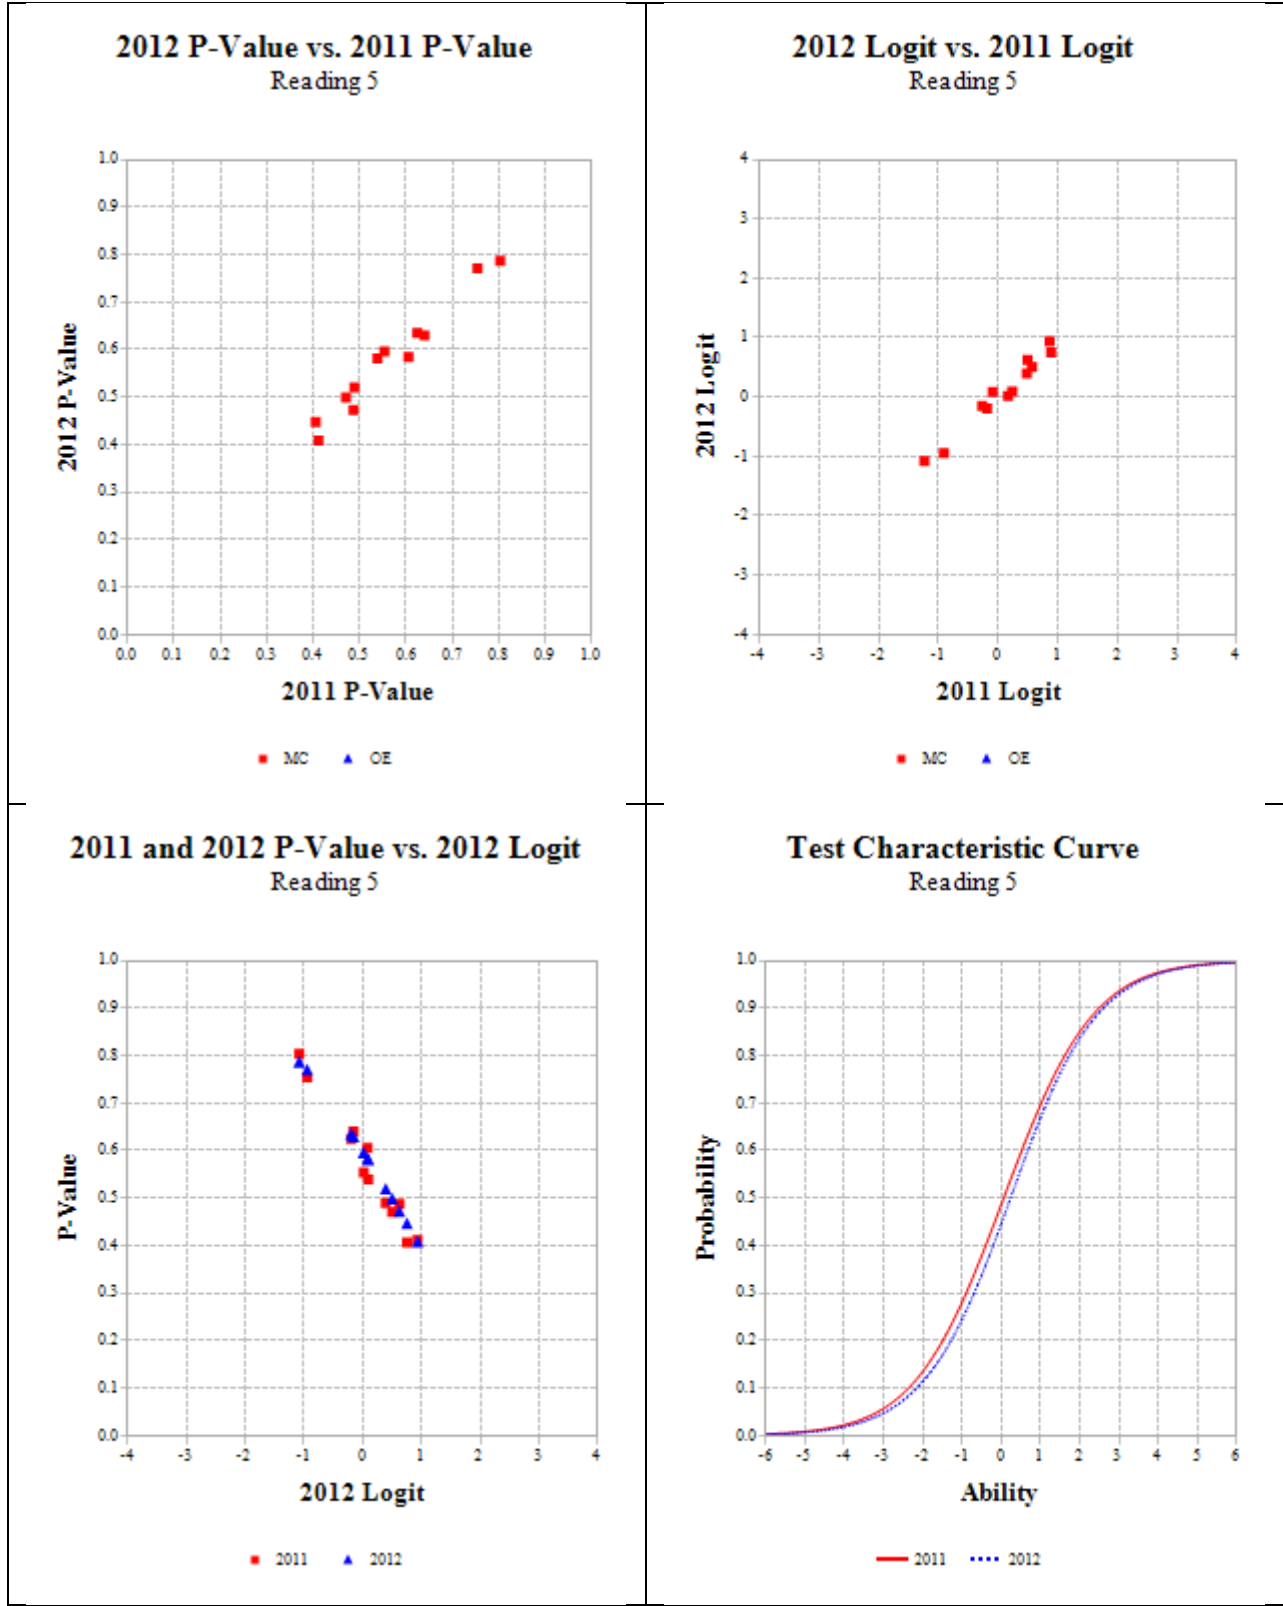 2012 P-Value vs. 2011 P-Value
Reading 5
1.0
0.9
0.8
0.7
0.6
0.5
0.4
0.3
0.2
0.1
0.0
2012 P-Value
0.0 0.1 0.2 0.3 0.4 0.5 0.6 0.7 0.8 0.9 1.0
2011 P-Value
MC OE
2012 Logit vs. 2011 Logit
Reading 5
4
3
2
1
0
-1
-2
-3
-4
2012 Logit
-4 -3 -2 -1 0 1 2 3 4
2011 Logit
MC OE
2011 and 2012 P-Value vs. 2012 Logit
Reading 5
1.0
0.9
0.8
0.7
0.6
0.5
0.4
0.3
0.2
0.1
0.0
P-Value
-4 -3 -2 -1 0 1 2 3 4
2012 Logit
2011 2012
Test Characteristic Curve
Reading 5
1.0
0.9
0.8
0.7
0.6
0.5
0.4
0.3
0.2
0.1
0.0
Probability
-6 -5 -4 -3 -2 -1 0 1 2 3 4 5 6
Ability
2011 2012